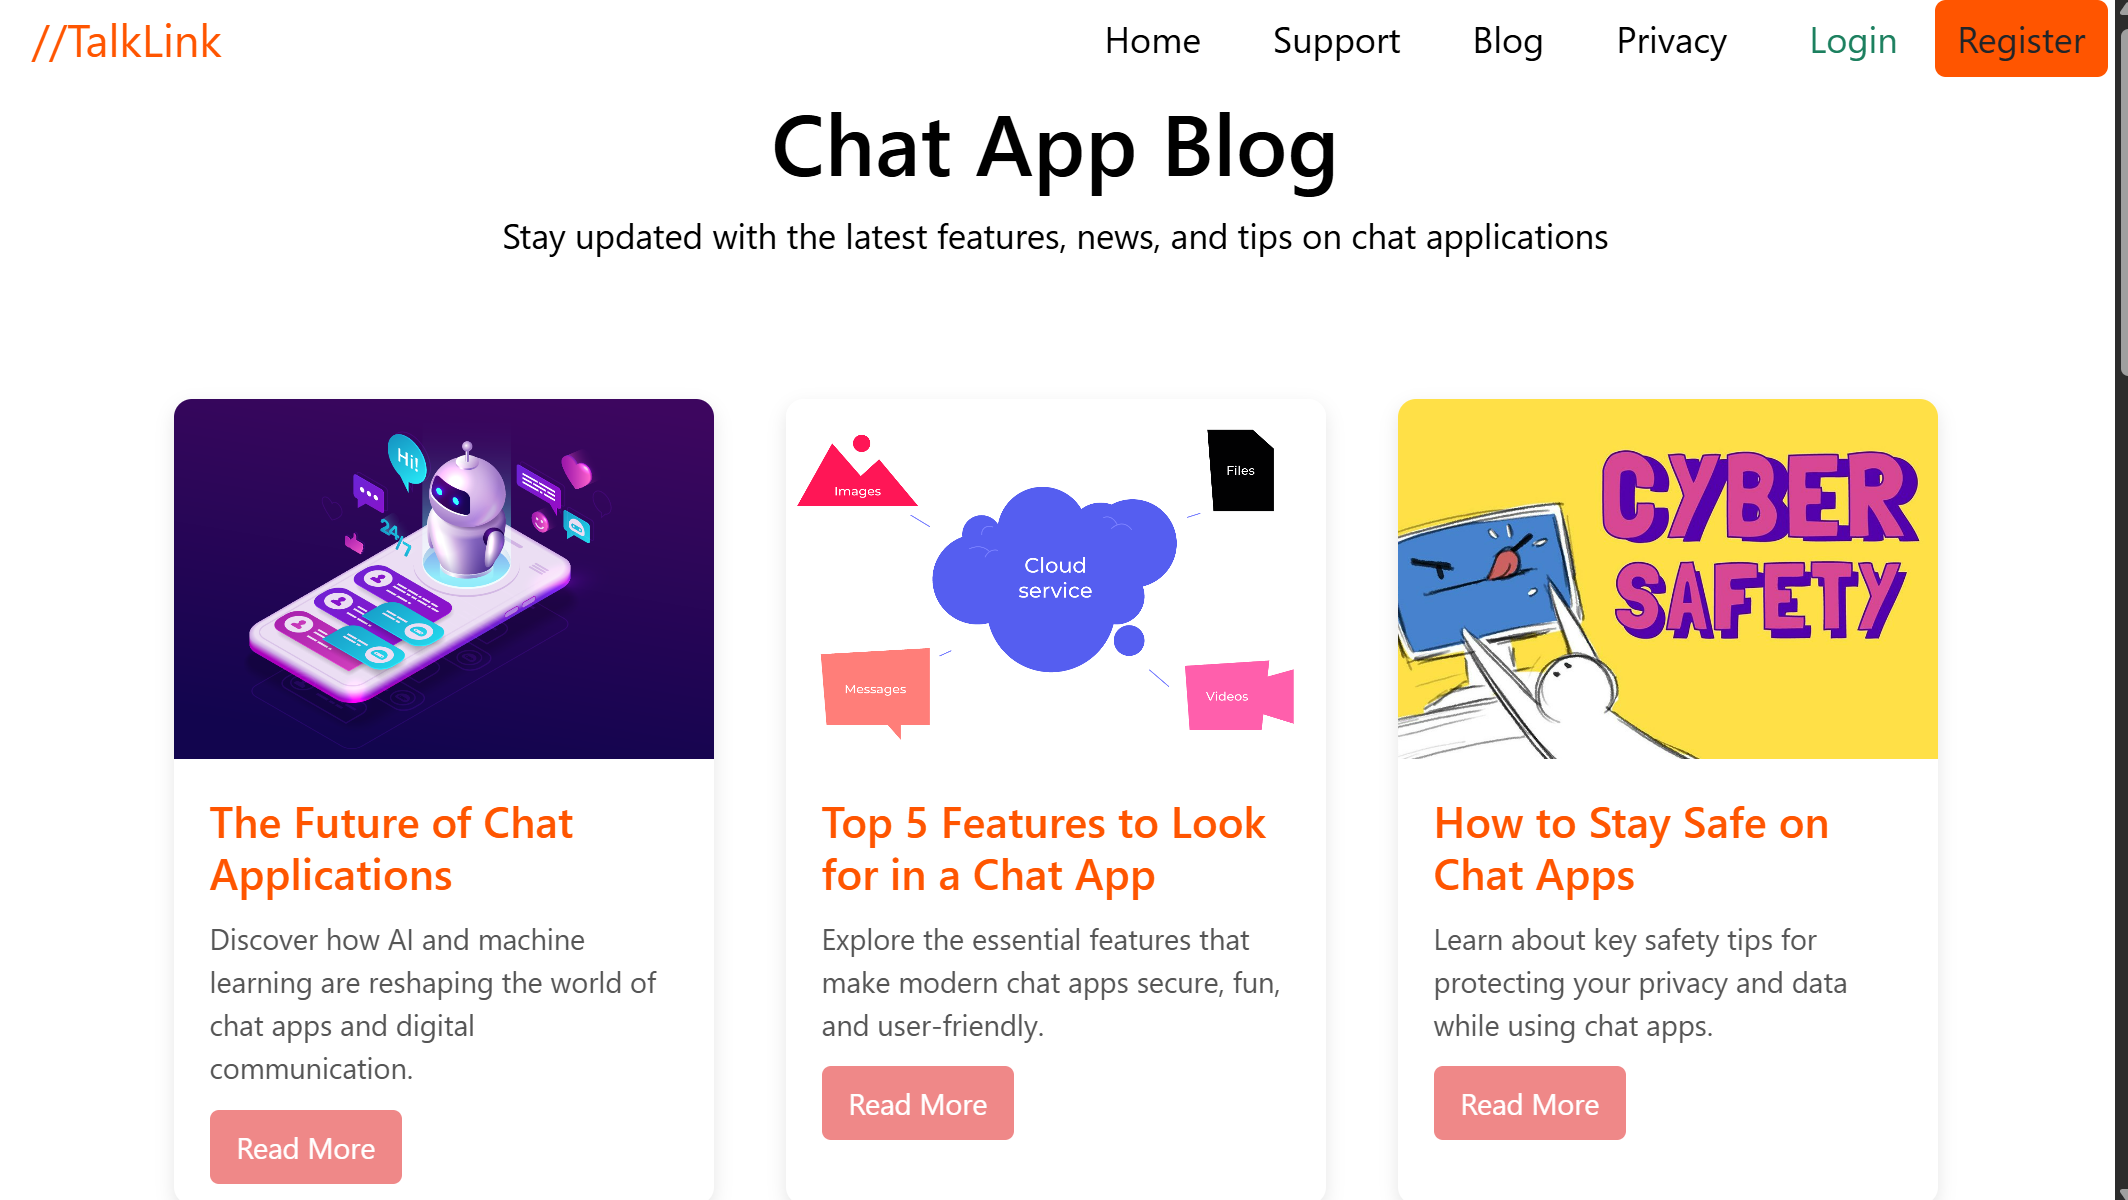 //TalkLink
Home
Support
Blog
Privacy
Login
Register
Chat App Blog
Stay updated with the latest features, news, and tips on chat applications
Hi!
24/7
The Future of Chat
Applications
Discover how AI and machine
learning are reshaping the world of
chat apps and digital
communication.
Read More
Images
Files
Cloud
service
Messages
Videos
Top 5 Features to Look
for in a Chat App
Explore the essential features that
make modern chat apps secure, fun,
and user-friendly.
Read More
CYBER
SAFETY
How to Stay Safe on
Chat Apps
Learn about key safety tips for
protecting your privacy and data
while using chat apps.
Read More